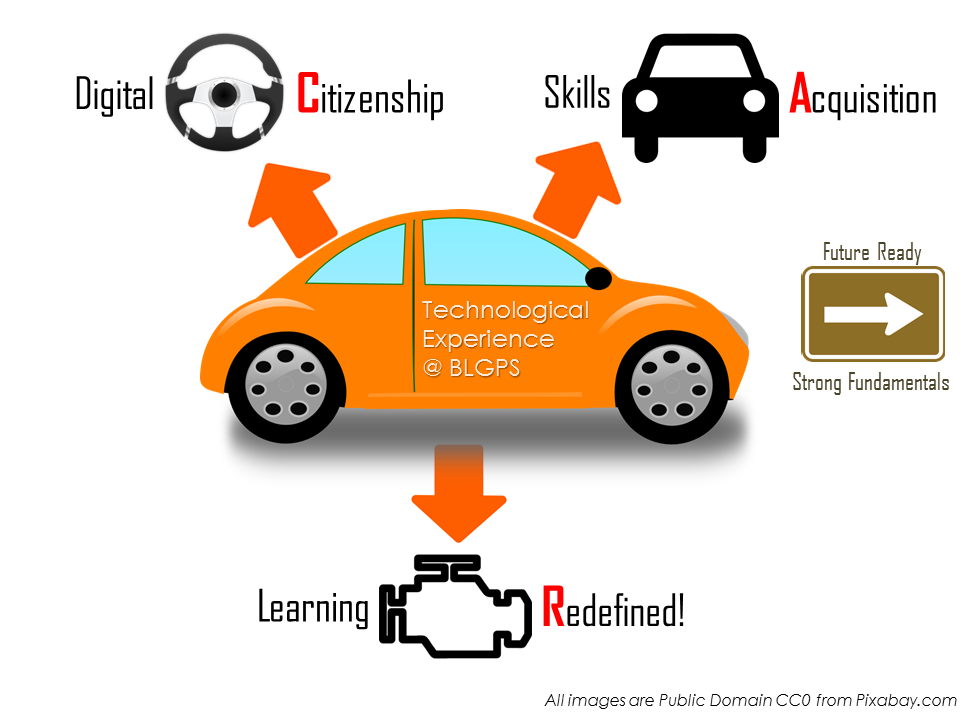 Digital Citizenship
Skills Acquisition
Future Ready
Technological
Experience
@ BLGPS
Strong Fundamentals
Learning Redefined!
All images are Public Domain CC0 from Pixabay.com